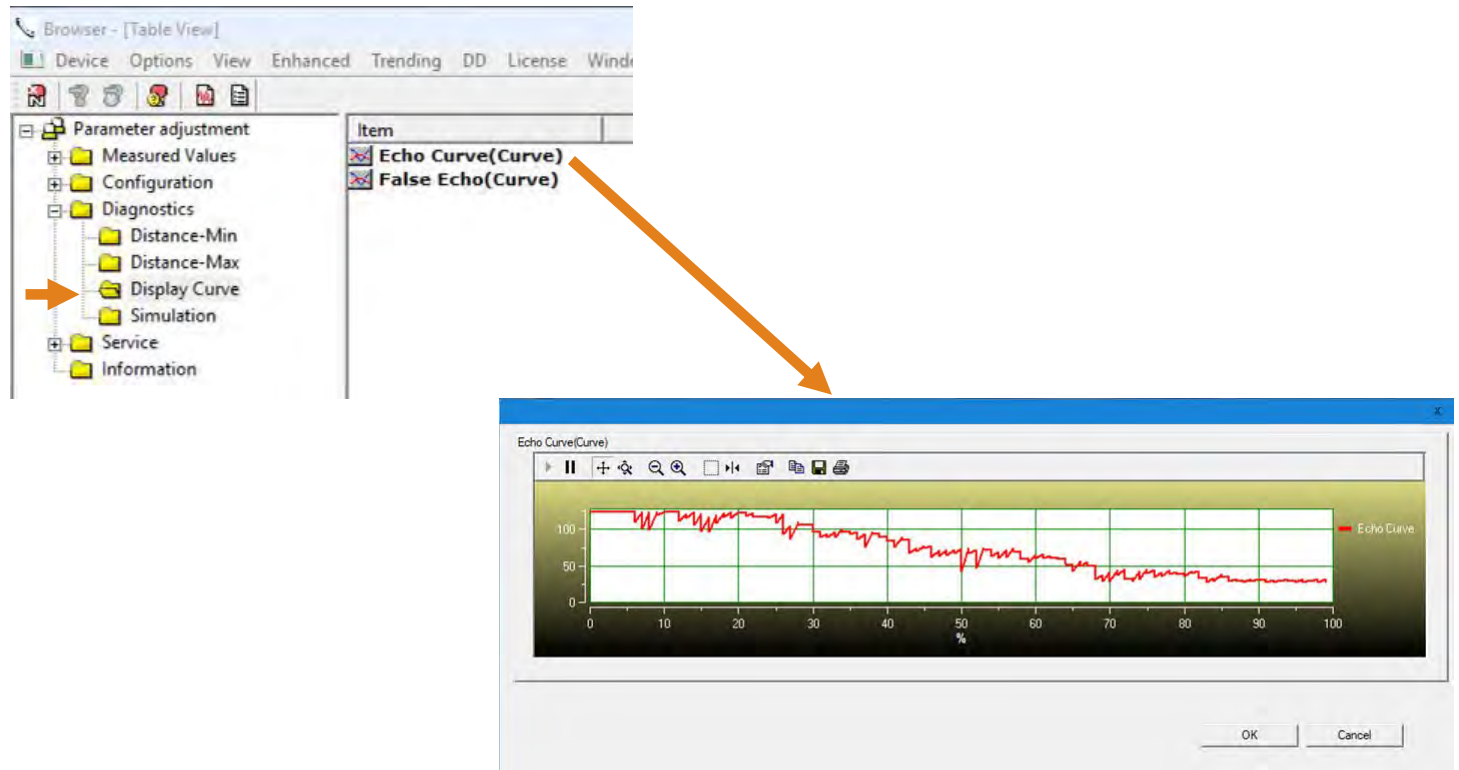 Browser - [Table View]
Device Options View Enhanced Trending DD License
Parameter adjustment
Measured Values
Configuration
Diagnostics
Distance-Min
Distance-Max
Display Curve
Simulation
Service
Information
Item
Echo Curve(Curve)
False Echo(Curve)
x
Echo Curve(Curve)
100
50
0
Echo Curve
0 10 20 30 40 50 60 70 80 90 100
%
OK Cancel